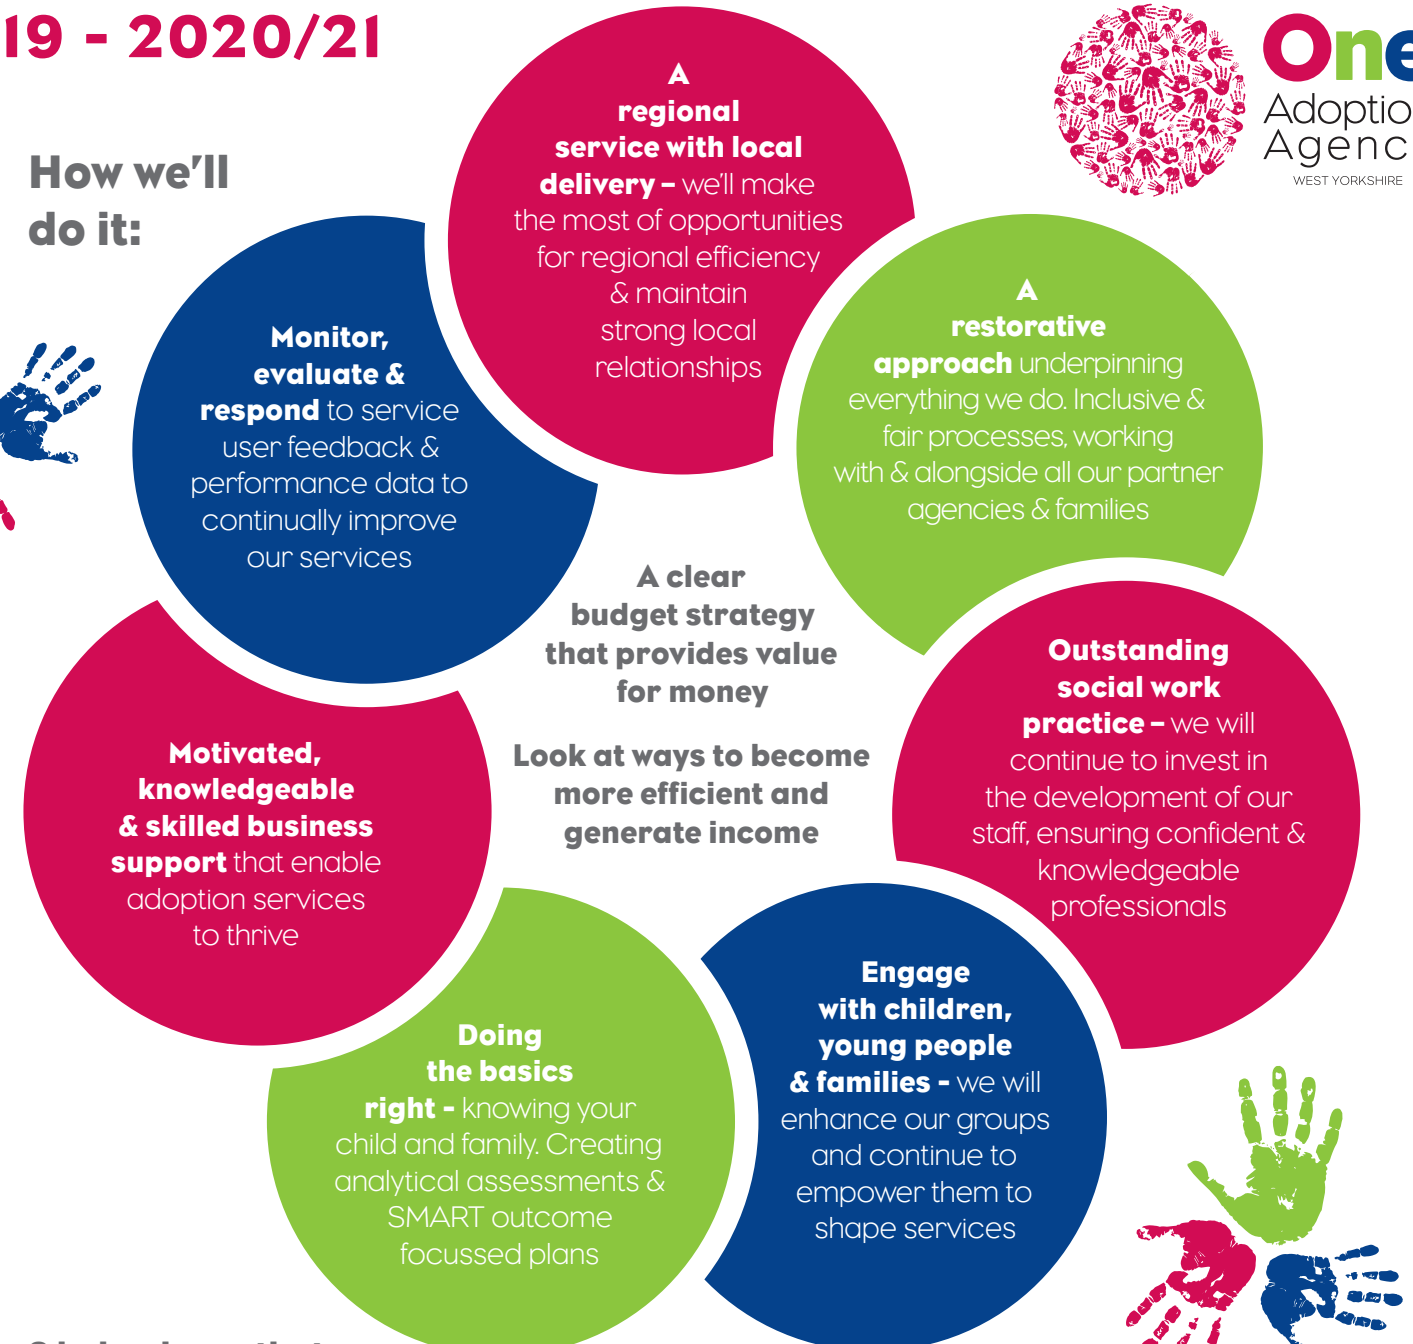 19 - 2020/21
One
Adoptio
Agenc
WEST YORKSHIRE
How we'll
do it:
A
regional
service with local
delivery – we'll make
the most of opportunities
for regional efficiency
& maintain
strong local
relationships
A
restorative
approach underpinning
everything we do. Inclusive &
fair processes, working
with & alongside all our partner
agencies & families
Outstanding
social work
practice – we will
continue to invest in
the development of our
staff, ensuring confident &
knowledgeable
professionals
Engage
with children,
young people
& families - we will
enhance our groups
and continue to
empower them to
shape services
Doing
the basics
right - knowing your
child and family. Creating
analytical assessments &
SMART outcome
focussed plans
Motivated,
knowledgeable
& skilled business
support that enable
adoption services
to thrive
Monitor,
evaluate &
respond to service
user feedback &
performance data to
continually improve
our services
A clear
budget strategy
that provides value
for money
Look at ways to become
more efficient and
generate income